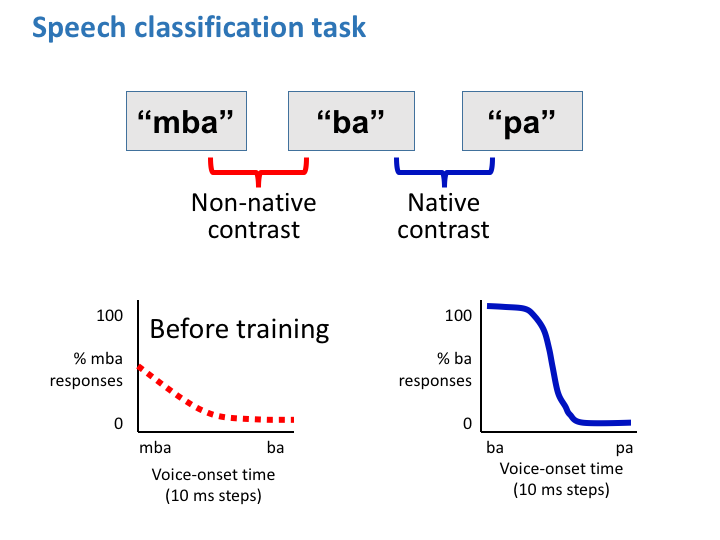 Speech classification task
“mba” “ba” “pa”
Non-native
contrast
Native
contrast
Before training
100
% mba
responses
0
mba ba
Voice-onset time
(10 ms steps)
100
% ba
responses
0
ba pa
Voice-onset time
(10 ms steps)